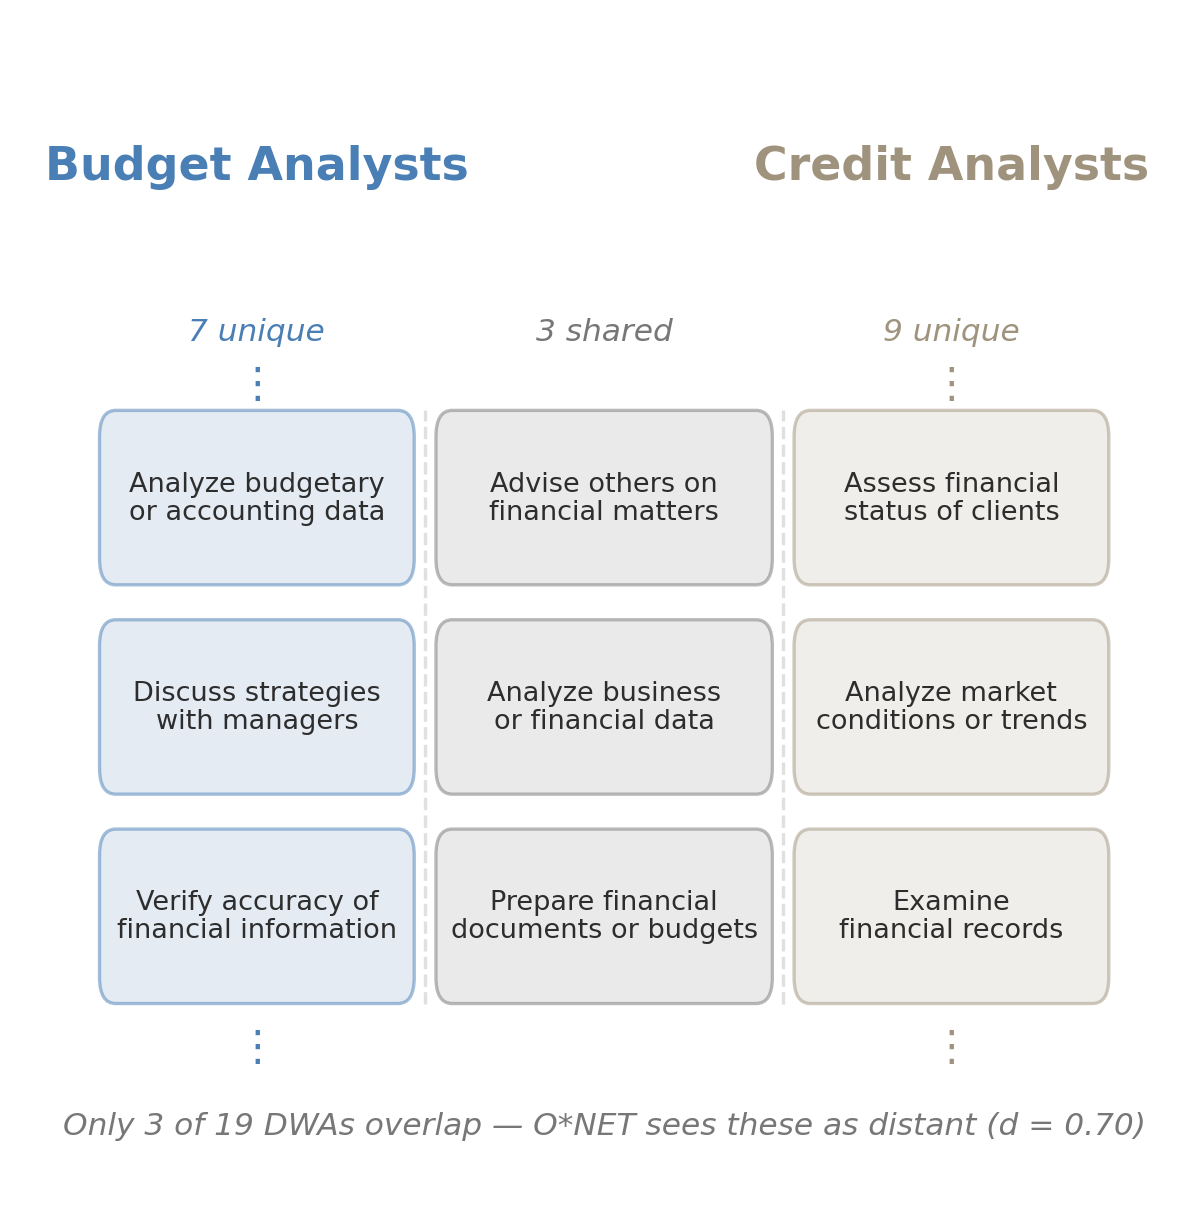 Budget Analysts
Credit Analysts
7 unique
3 shared
9 unique
⋮
⋮
Analyze budgetary
or accounting data
Advise others on
financial matters
Assess financial
status of clients
Discuss strategies
with managers
Analyze business
or financial data
Analyze market
conditions or trends
Verify accuracy of
financial information
Prepare financial
documents or budgets
Examine
financial records
⋮
⋮
Only 3 of 19 DWAs overlap — O*NET sees these as distant (d = 0.70)